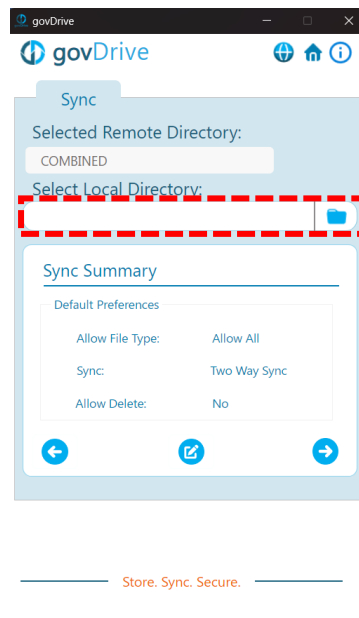 govDrive
govDrive
Sync
Selected Remote Directory:
COMBINED
Select Local Directory:
Sync Summary
Default Preferences
Allow File Type: Allow All
Sync: Two Way Sync
Allow Delete: No
Store. Sync. Secure.